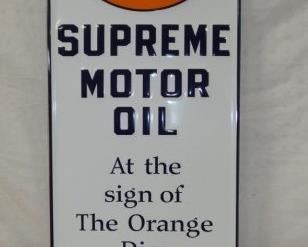 SUPREME
MOTOR
OIL
At the
sign of
The Orange